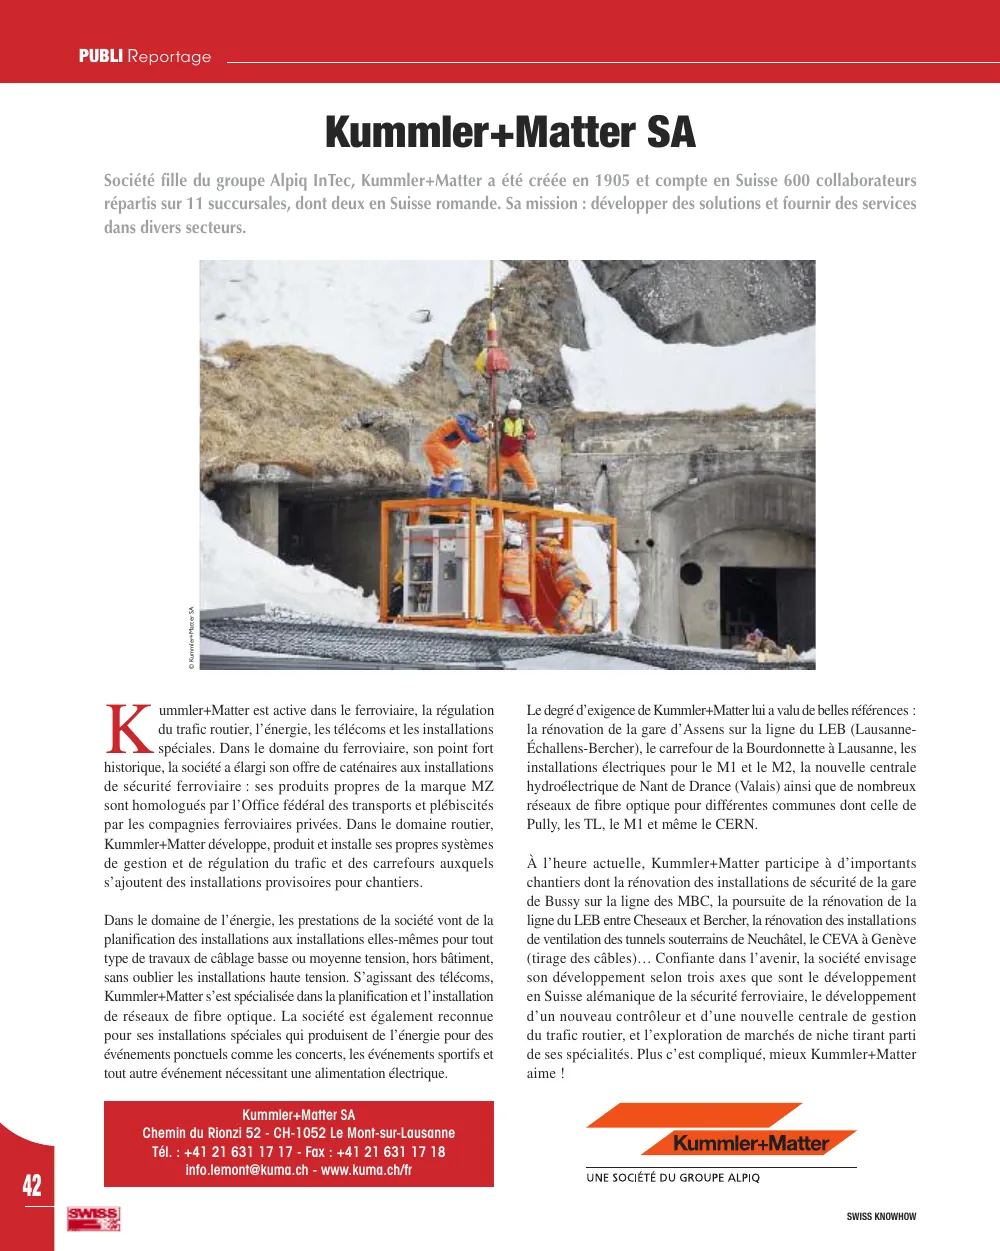 PUBLI Reportage
Kummler+Matter SA
Société fille du groupe Alpiq InTec, Kummler+Matter a été créée en 1905 et compte en Suisse 600 collaborateurs
répartis sur 11 succursales, dont deux en Suisse romande. Sa mission : développer des solutions et fournir des services
dans divers secteurs.
© Kummler+Matter SA
Kummler+Matter est active dans le ferroviaire, la régulation
du trafic routier, l’énergie, les télécoms et les installations
spéciales. Dans le domaine du ferroviaire, son point fort
historique, la société a élargi son offre de caténaires aux installations
de sécurité ferroviaire : ses produits propres de la marque MZ
sont homologués par l’Office fédéral des transports et plébiscités
par les compagnies ferroviaires privées. Dans le domaine routier,
Kummler+Matter développe, produit et installe ses propres systèmes
de gestion et de régulation du trafic et des carrefours auxquels
s’ajoutent des installations provisoires pour chantiers.
Dans le domaine de l’énergie, les prestations de la société vont de la
planification des installations aux installations elles-mêmes pour tout
type de travaux de câblage basse ou moyenne tension, hors bâtiment,
sans oublier les installations haute tension. S’agissant des télécoms,
Kummler+Matter s’est spécialisée dans la planification et l’installation
de réseaux de fibre optique. La société est également reconnue
pour ses installations spéciales qui produisent de l’énergie pour des
événements ponctuels comme les concerts, les événements sportifs et
tout autre événement nécessitant une alimentation électrique.
Le degré d’exigence de Kummler+Matter lui a valu de belles références :
la rénovation de la gare d’Assens sur la ligne du LEB (Lausanne-
Échallens-Bercher), le carrefour de la Bourdonnette à Lausanne, les
installations électriques pour le M1 et le M2, la nouvelle centrale
hydroélectrique de Nant de Drance (Valais) ainsi que de nombreux
réseaux de fibre optique pour différentes communes dont celle de
Pully, les TL, le M1 et même le CERN.
À l’heure actuelle, Kummler+Matter participe à d’importants
chantiers dont la rénovation des installations de sécurité de la gare
de Bussy sur la ligne des MBC, la poursuite de la rénovation de la
ligne du LEB entre Cheseaux et Bercher, la rénovation des installations
de ventilation des tunnels souterrains de Neuchâtel, le CEVA à Genève
(tirage des câbles)… Confiante dans l’avenir, la société envisage
son développement selon trois axes que sont le développement
en Suisse alémanique de la sécurité ferroviaire, le développement
d’un nouveau contrôleur et d’une nouvelle centrale de gestion
du trafic routier, et l’exploration de marchés de niche tirant parti
de ses spécialités. Plus c’est compliqué, mieux Kummler+Matter
aime !
Kummler+Matter SA
Chemin du Rionzi 52 - CH-1052 Le Mont-sur-Lausanne
Tél. : +41 21 631 17 17 - Fax : +41 21 631 17 18
info.lemont@kuma.ch - www.kuma.ch/fr
Kummler+Matter
UNE SOCIÉTÉ DU GROUPE ALPIQ
42
SWISS
SWISS KNOWHOW